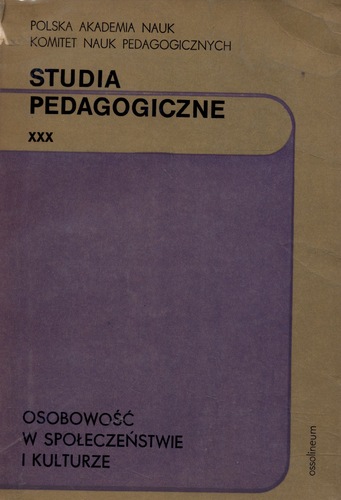 POLSKA AKADEMIA NAUK
KOMITET NAUK PEDAGOGICZNYCH
STUDIA
PEDAGOGICZNE
XXX
OSOBOWOŚĆ
W SPOŁECZEŃSTWIE
I KULTURZE
ossolineum